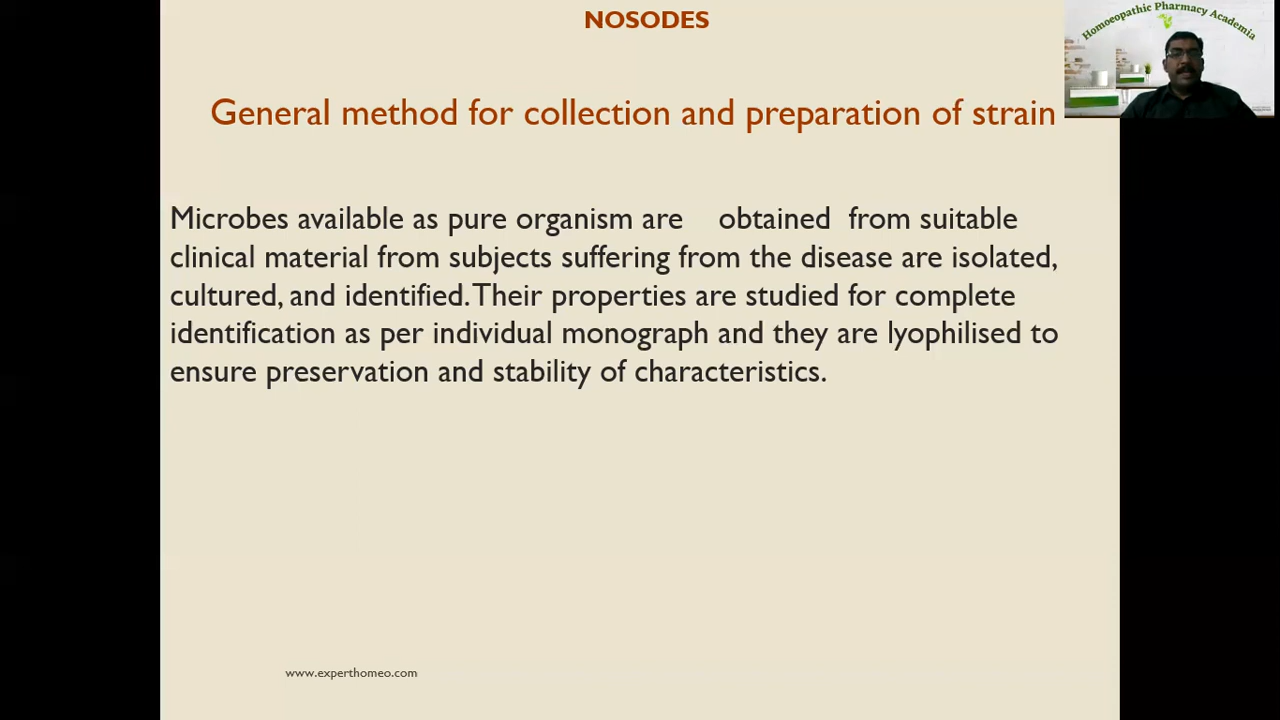 NOSODES
Homoeopathic Pharmacy Academia
General method for collection and preparation of strain
Microbes available as pure organism are obtained from suitable
clinical material from subjects suffering from the disease are isolated,
cultured, and identified. Their properties are studied for complete
identification as per individual monograph and they are lyophilised to
ensure preservation and stability of characteristics.
www.experthomeo.com